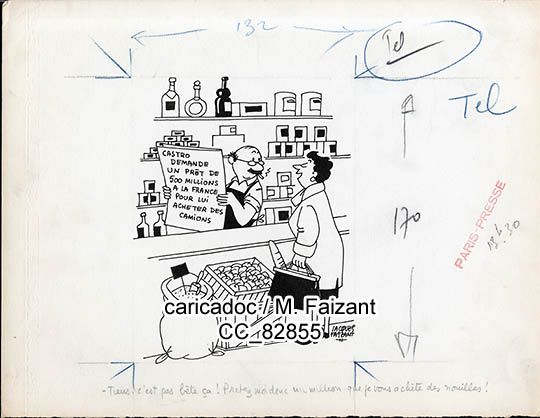 132
Tel
Tel
CASTRO
DEMANDE
UN PRÊT DE
500 MILLIONS
A LA FRANCE
POUR LUI
ACHETER DES
CAMIONS
170
PARIS-PRESSE
caricadoc / M. Faizant
CC_82855
JACQUES
FAIZANT
- Tiens, c'est pas bête ça ! Prêtez moi donc un million que je vous achète des nouilles !